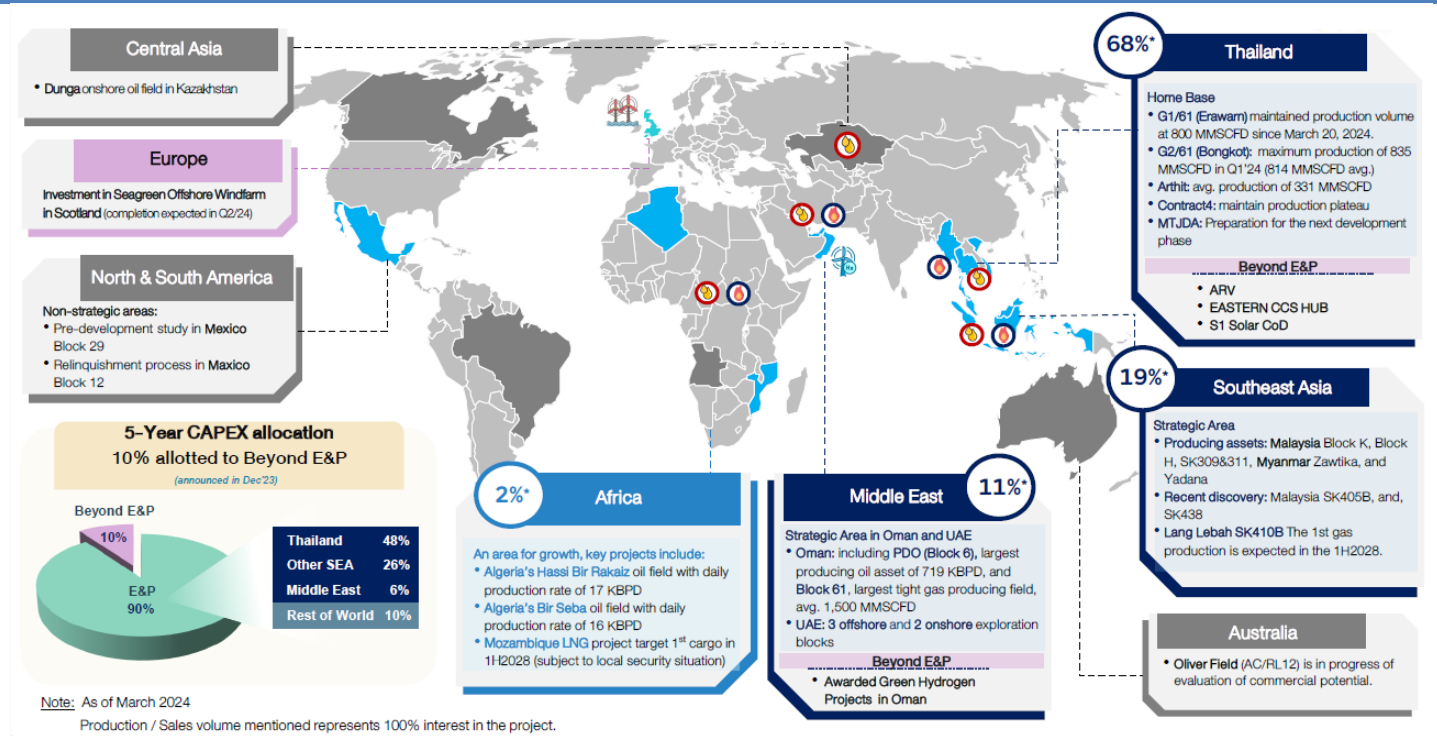 Central Asia
• Dunga onshore oil field in Kazakhstan
Europe
Investment in Seagreen Offshore Windfarm
in Scotland (completion expected in Q2/24)
North & South America
Non-strategic areas:
• Pre-development study in Mexico
Block 29
• Relinquishment process in Maxico
Block 12
5-Year CAPEX allocation
10% allotted to Beyond E&P
(announced in Dec'23)
Beyond E&P
10%
E&P
90%
Thailand 48%
Other SEA 26%
Middle East 6%
Rest of World 10%
2%*
Africa
An area for growth, key projects include:
• Algeria's Hassi Bir Rakaiz oil field with daily
production rate of 17 KBPD
• Algeria's Bir Seba oil field with daily
production rate of 16 KBPD
• Mozambique LNG project target 1st cargo in
1H2028 (subject to local security situation)
Middle East
11%*
Strategic Area in Oman and UAE
• Oman: including PDO (Block 6), largest
producing oil asset of 719 KBPD, and
Block 61, largest tight gas producing field,
avg. 1,500 MMSCFD
• UAE: 3 offshore and 2 onshore exploration
blocks
Beyond E&P
• Awarded Green Hydrogen
Projects in Oman
68%*
Thailand
Home Base
• G1/61 (Erawarn) maintained production volume
at 800 MMSCFD since March 20, 2024.
• G2/61 (Bongkot): maximum production of 835
MMSCFD in Q1'24 (814 MMSCFD avg.)
• Arthit: avg. production of 331 MMSCFD
• Contract4: maintain production plateau
• MTJDA: Preparation for the next development
phase
Beyond E&P
• ARV
• EASTERN CCS HUB
• S1 Solar CoD
19%*
Southeast Asia
Strategic Area
• Producing assets: Malaysia Block K, Block
H, SK309&311, Myanmar Zawtika, and
Yadana
• Recent discovery: Malaysia SK405B, and,
SK438
• Lang Lebah SK410B The 1st gas
production is expected in the 1H2028.
Australia
• Oliver Field (AC/RL12) is in progress of
evaluation of commercial potential.
Note: As of March 2024
Production / Sales volume mentioned represents 100% interest in the project.